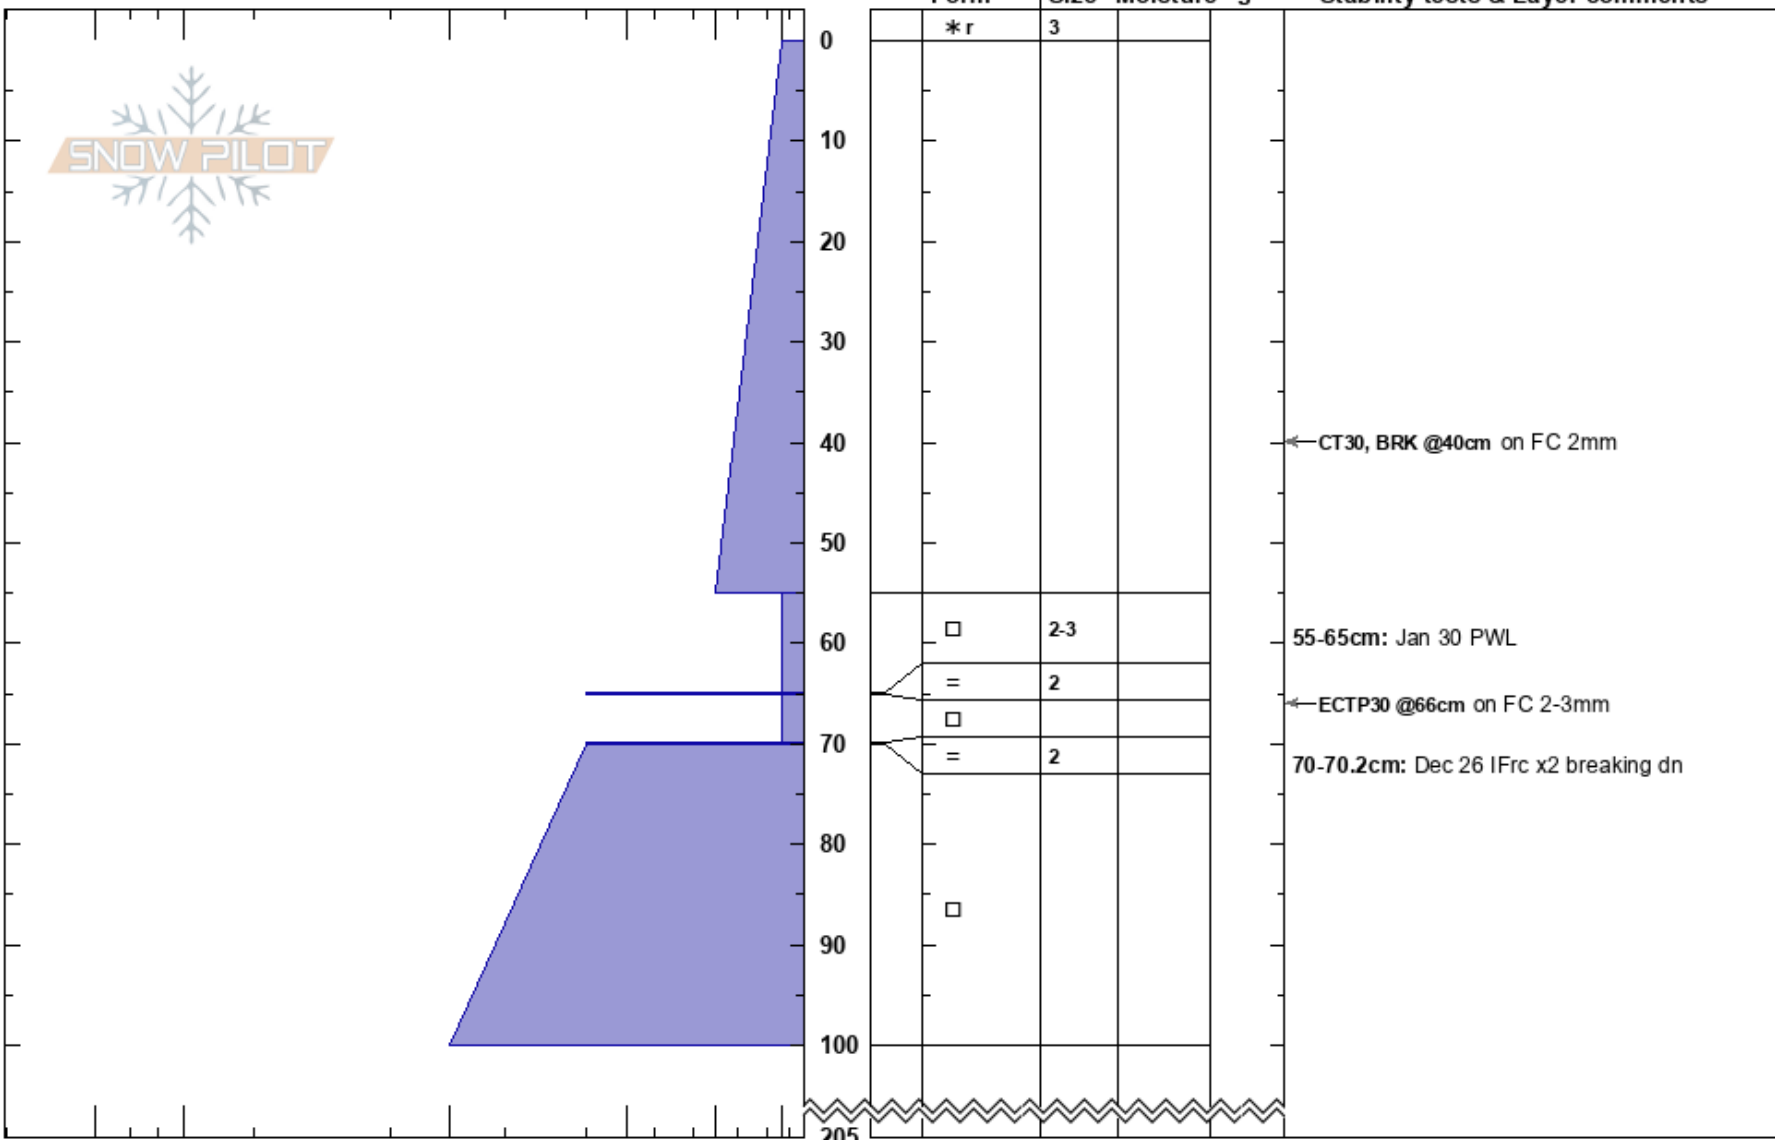 Form Size Moisture
Stability tests & Layer comments
r 3
0
SNOW PILOT
10
20
30
40
CT30, BRK @40cm on FC 2mm
50
2-3
60
55-65cm: Jan 30 PWL
= 2
ECTP30 @66cm on FC 2-3mm
70
= 2
70-70.2cm: Dec 26 IFrc x2 breaking dn
80
90
100
205